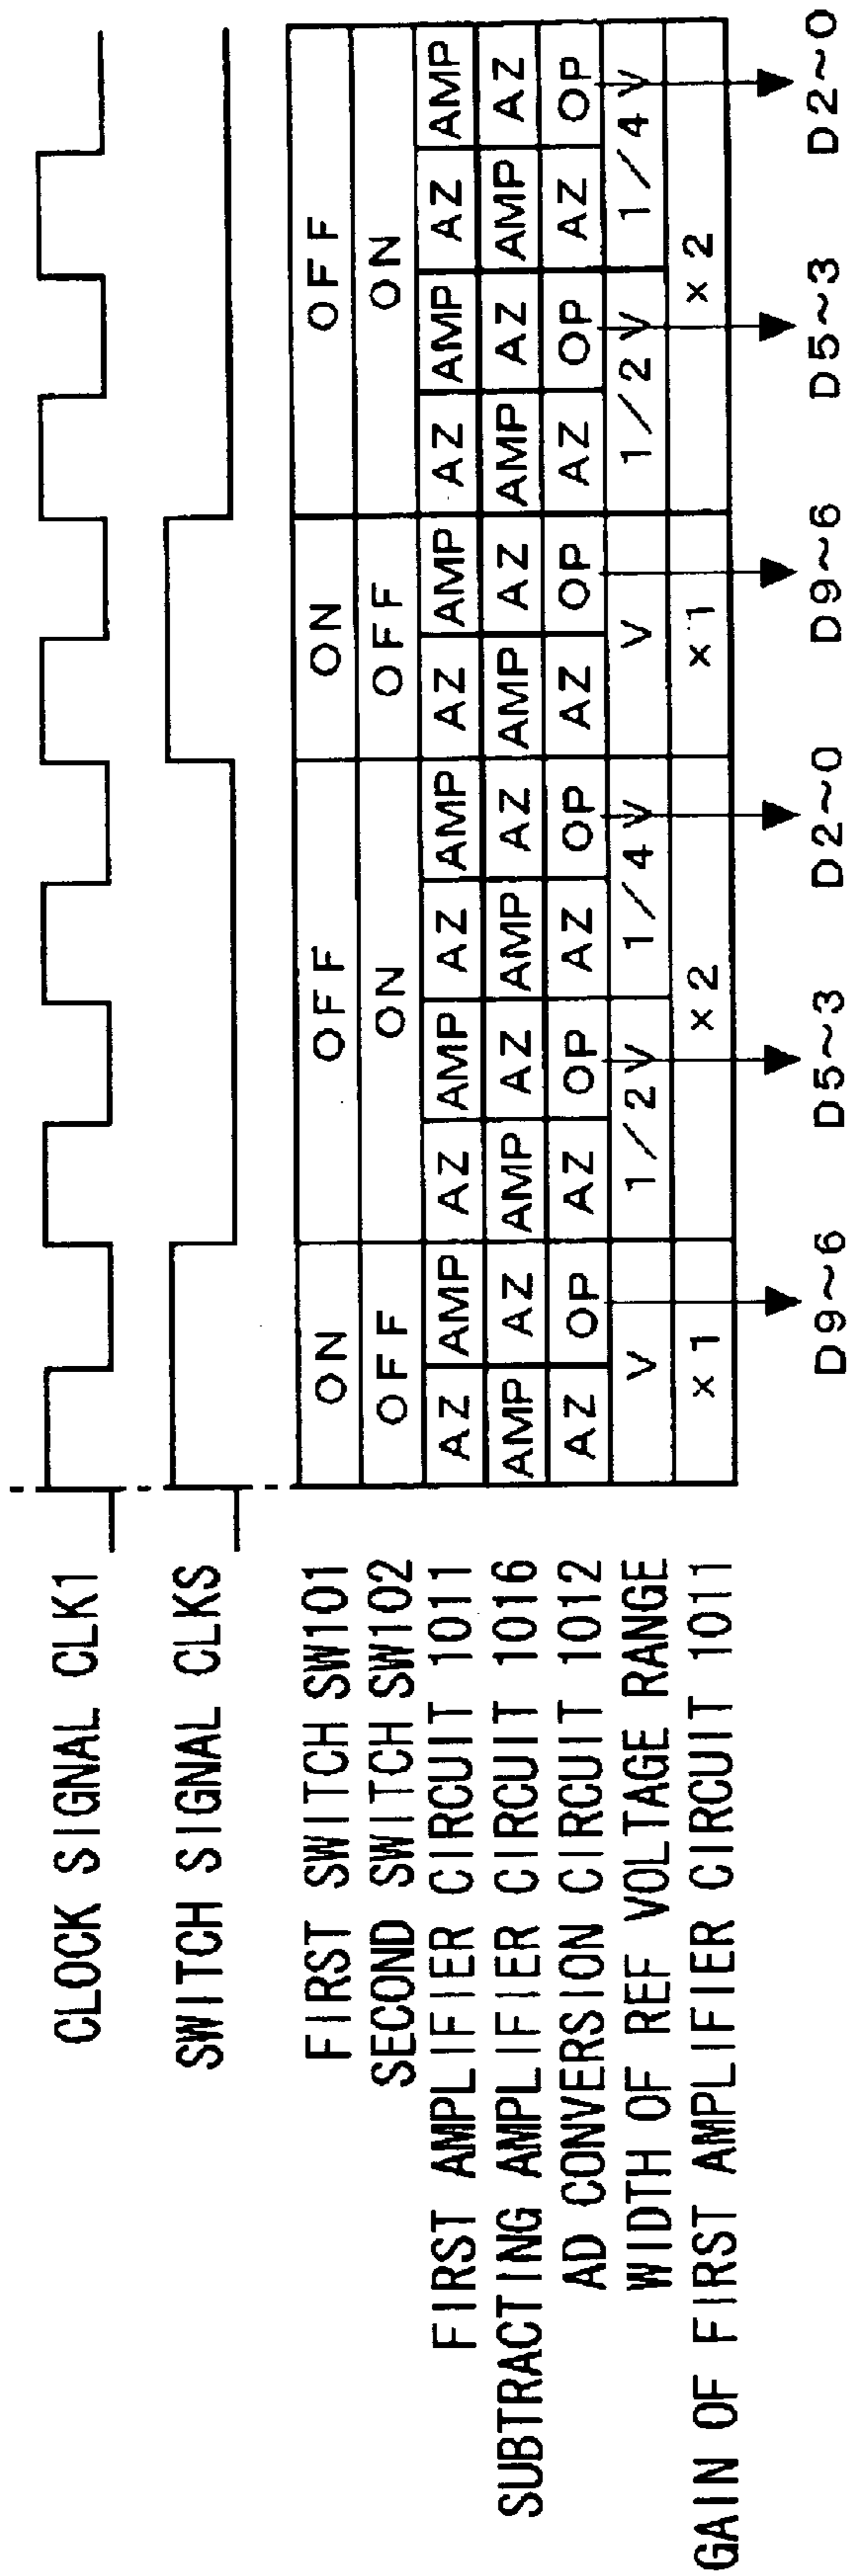 CLOCK SIGNAL CLK1
SWITCH SIGNAL CLKS
FIRST SWITCH SW101 ON OFF ON OFF
SECOND SWITCH SW102 OFF ON OFF ON
FIRST AMPLIFIER CIRCUIT 1011 AZ AMP AZ AMP AZ AMP AZ AMP AZ AMP AZ AMP
SUBTRACTING AMPLIFIER CIRCUIT 1016 AMP AZ AMP AZ AMP AZ AMP AZ AMP AZ AMP AZ
AD CONVERSION CIRCUIT 1012 AZ OP AZ OP AZ OP AZ OP AZ OP AZ OP
WIDTH OF REF VOLTAGE RANGE V 1/2V 1/4V V 1/2V 1/4V
GAIN OF FIRST AMPLIFIER CIRCUIT 1011 ×1 ×2 ×1 ×2
D9~6 D5~3 D2~0 D9~6 D5~3 D2~0